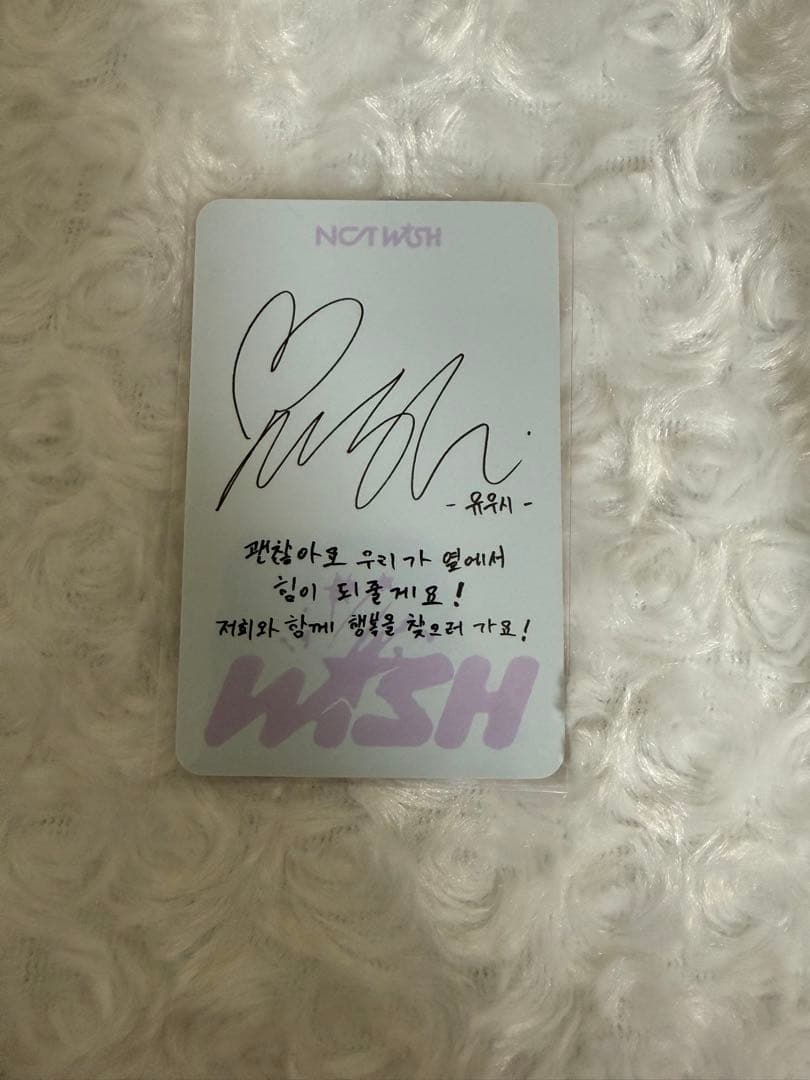 NCT WISH
Yushi
- 유우시 -
괜찮아요 우리가 옆에서
힘이 되줄게요!
저희와 함께 행복을 찾으러 가요!
WISH